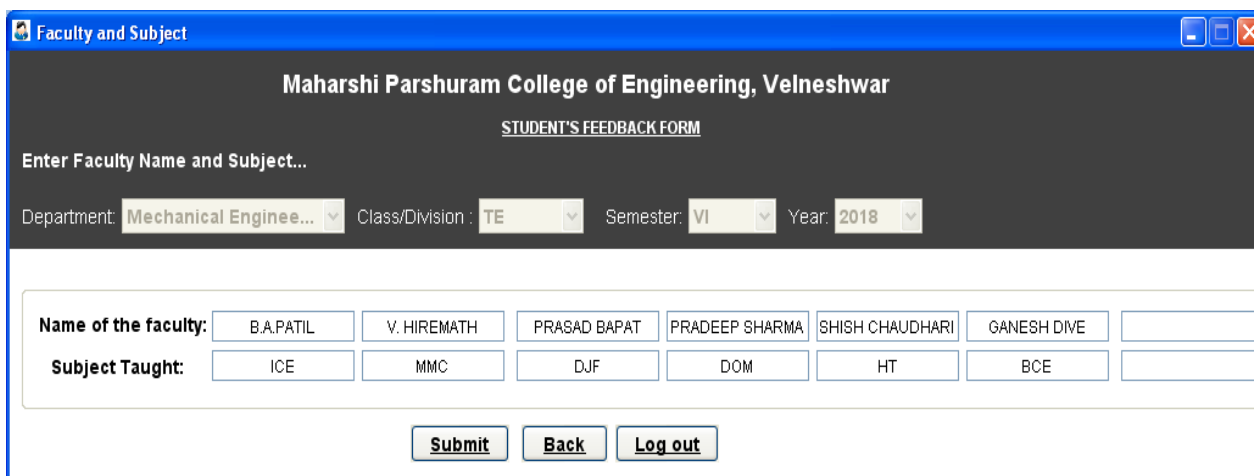 Faculty and Subject
Maharshi Parshuram College of Engineering, Velneshwar
STUDENT'S FEEDBACK FORM
Enter Faculty Name and Subject...
Department: Mechanical Enginee... Class/Division : TE Semester: VI Year: 2018
Name of the faculty: B.A.PATIL V. HIREMATH PRASAD BAPAT PRADEEP SHARMA SHISH CHAUDHARI GANESH DIVE
Subject Taught: ICE MMC DJF DOM HT BCE
Submit Back Log out